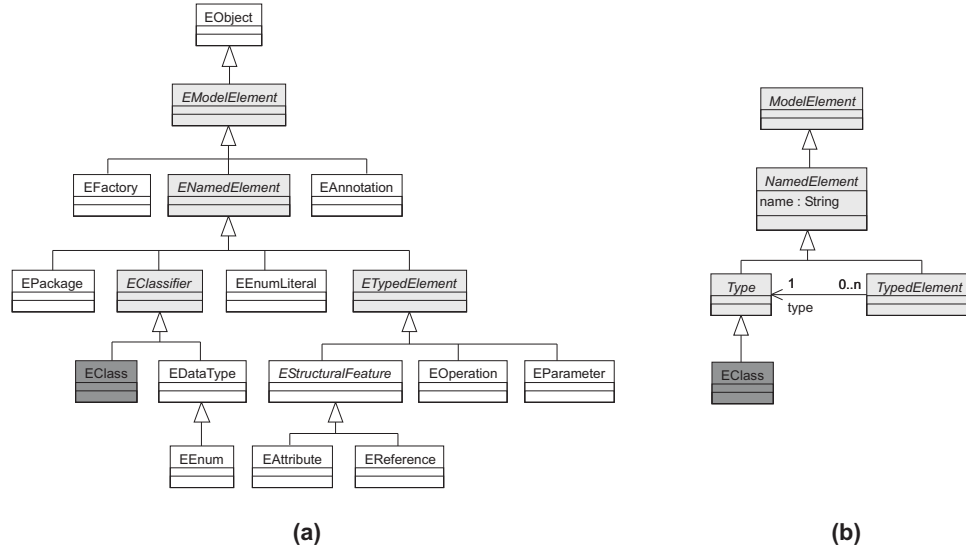 EObject
EModelElement
EFactory
ENamedElement
EAnnotation
EPackage
EClassifier
EEnumLiteral
ETypedElement
EClass
EDataType
EStructuralFeature
EOperation
EParameter
EEnum
EAttribute
EReference
(a)
ModelElement
NamedElement
name : String
Type
1
0..n
type
TypedElement
EClass
(b)